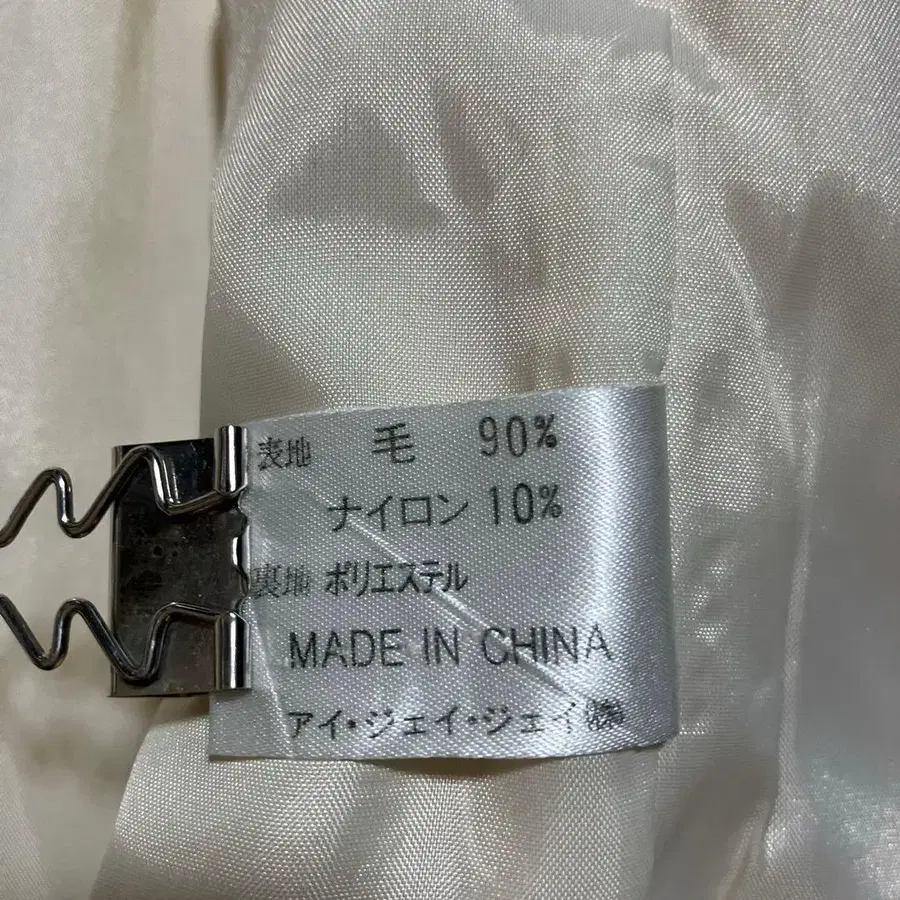 表地 毛 90%
ナイロン 10%
裏地 ポリエステル
MADE IN CHINA
アイ・ジェイ・ジェイ㈱